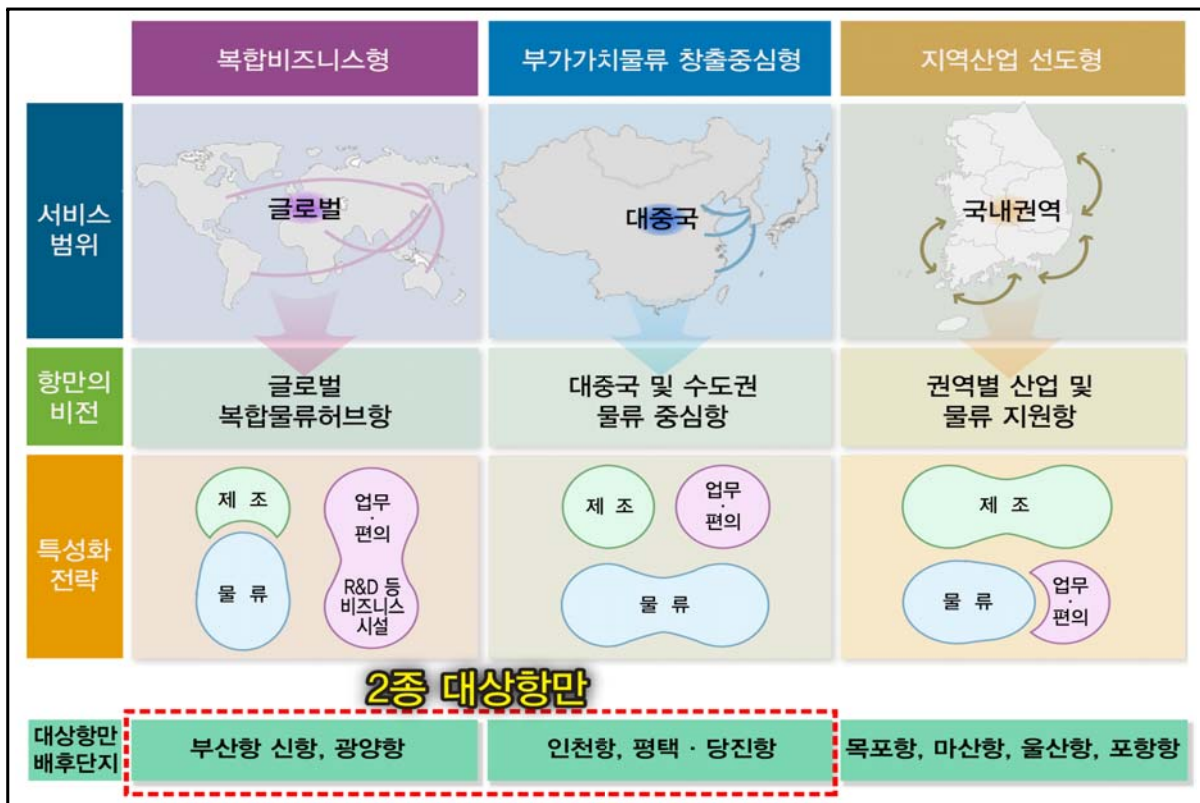 복합비즈니스형
부가가치물류 창출중심형
지역산업 선도형
서비스
범위
글로벌
대중국
국내권역
항만의
비전
글로벌
복합물류허브항
대중국 및 수도권
물류 중심항
권역별 산업 및
물류 지원항
특성화
전략
제 조
물 류
업무
·
편의
R&D 등
비즈니스
시설
제 조
업무
·
편의
물 류
제 조
물 류
업무
·
편의
2종 대상항만
대상항만
배후단지
부산항 신항, 광양항
인천항, 평택 · 당진항
목포항, 마산항, 울산항, 포항항